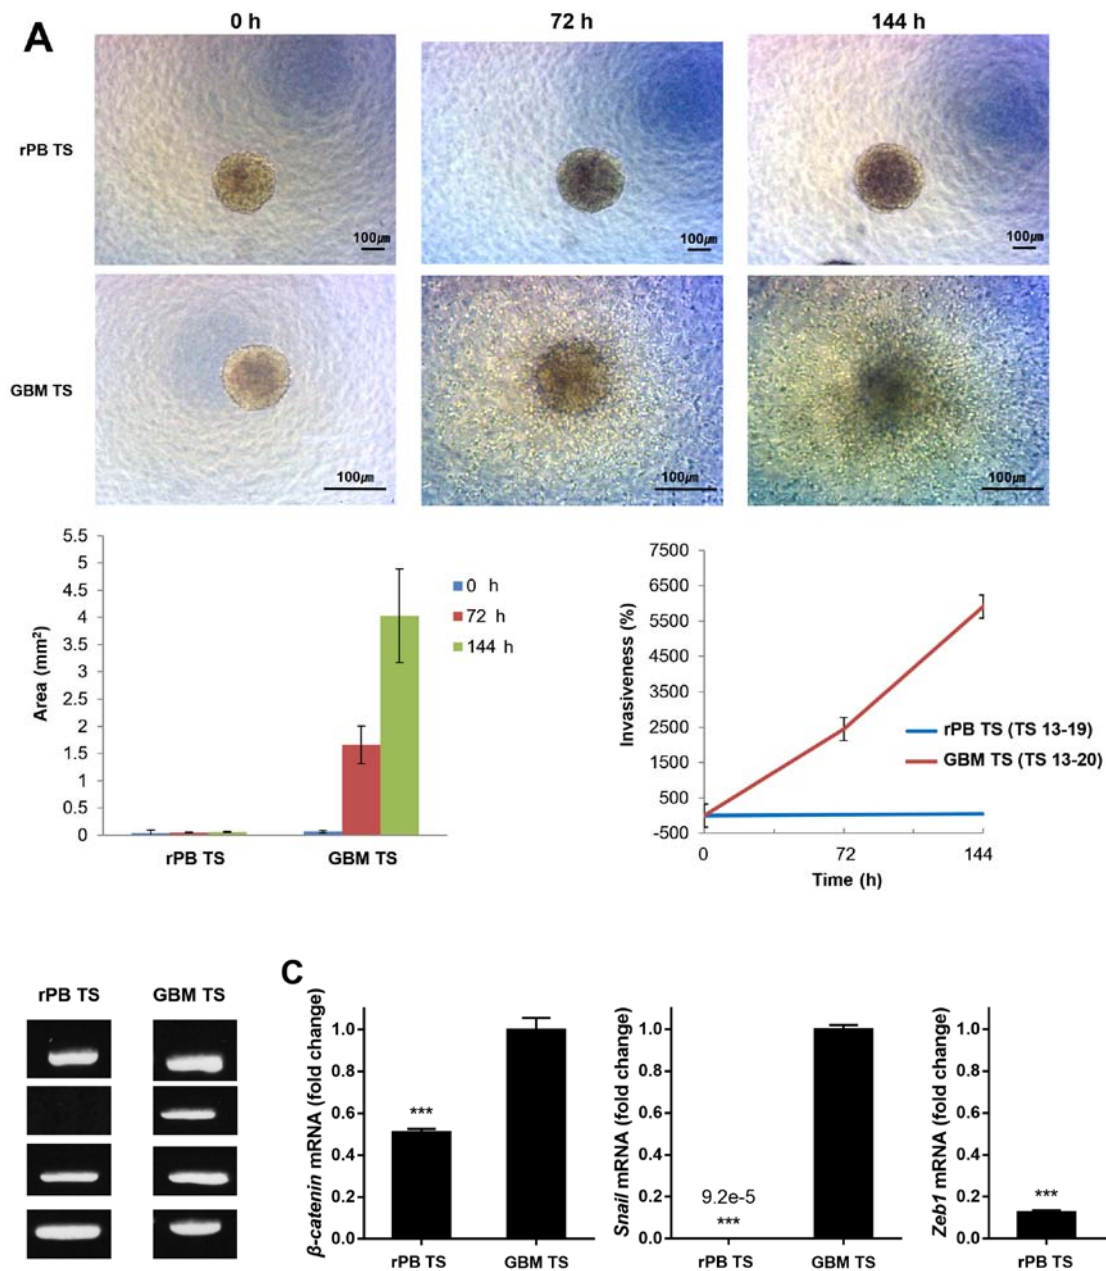 A
0 h
72 h
144 h
rPB TS
100μm
100μm
100μm
GBM TS
100μm
100μm
100μm
Area (mm²)
5.5
5
4.5
4
3.5
3
2.5
2
1.5
1
0.5
0
rPB TS
GBM TS
0 h
72 h
144 h
Invasiveness (%)
7500
6500
5500
4500
3500
2500
1500
500
-500
0
72
144
Time (h)
rPB TS (TS 13-19)
GBM TS (TS 13-20)
rPB TS
GBM TS
C
β-catenin mRNA (fold change)
1.0
0.8
0.6
0.4
0.2
0.0
***
rPB TS
GBM TS
Snail mRNA (fold change)
1.0
0.8
0.6
0.4
0.2
0.0
9.2e-5
***
rPB TS
GBM TS
Zeb1 mRNA (fold change)
1.0
0.8
0.6
0.4
0.2
0.0
***
rPB TS